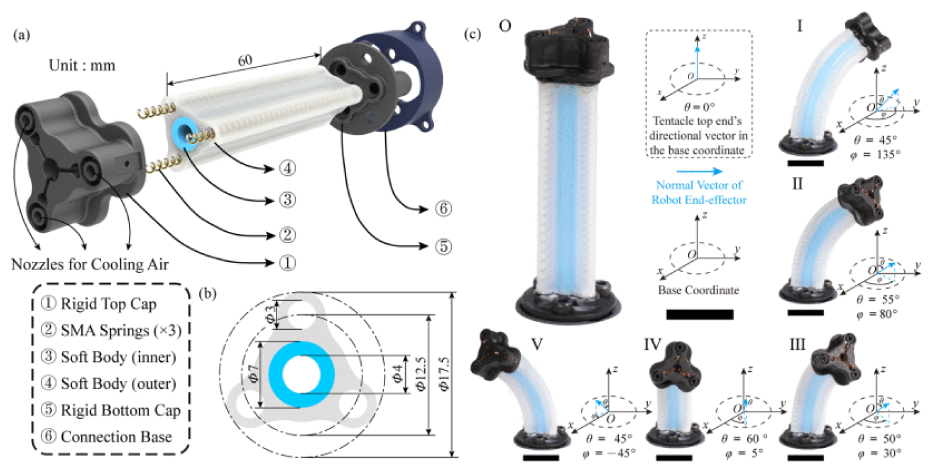 (a)
Unit : mm
60
④
③
②
①
⑥
⑤
Nozzles for Cooling Air
① Rigid Top Cap
② SMA Springs (×3)
③ Soft Body (inner)
④ Soft Body (outer)
⑤ Rigid Bottom Cap
⑥ Connection Base
(b)
Φ3
Φ7
Φ4
Φ12.5
Φ17.5
(c)
O
z
O
y
x
θ = 0°
Tentacle top end's
directional vector in
the base coordinate
Normal Vector of
Robot End-effector
z
O
y
x
Base Coordinate
I
z
θ
O
φ
y
x
θ = 45°
φ = 135°
II
z
θ
O
φ
y
x
θ = 55°
φ = 80°
V
z
θ
O
φ
y
x
θ = 45°
φ = −45°
IV
z
θ
O
y
x
θ = 60 °
φ = 5°
III
z
θ
O
φ
y
x
θ = 50°
φ = 30°